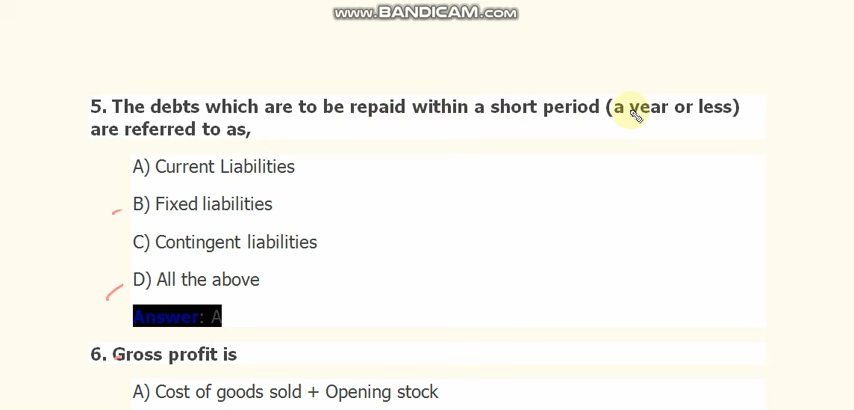 www.BANDICAM.com
5. The debts which are to be repaid within a short period (a year or less)
are referred to as,
A) Current Liabilities
B) Fixed liabilities
C) Contingent liabilities
D) All the above
Answer: A
6. Gross profit is
A) Cost of goods sold + Opening stock